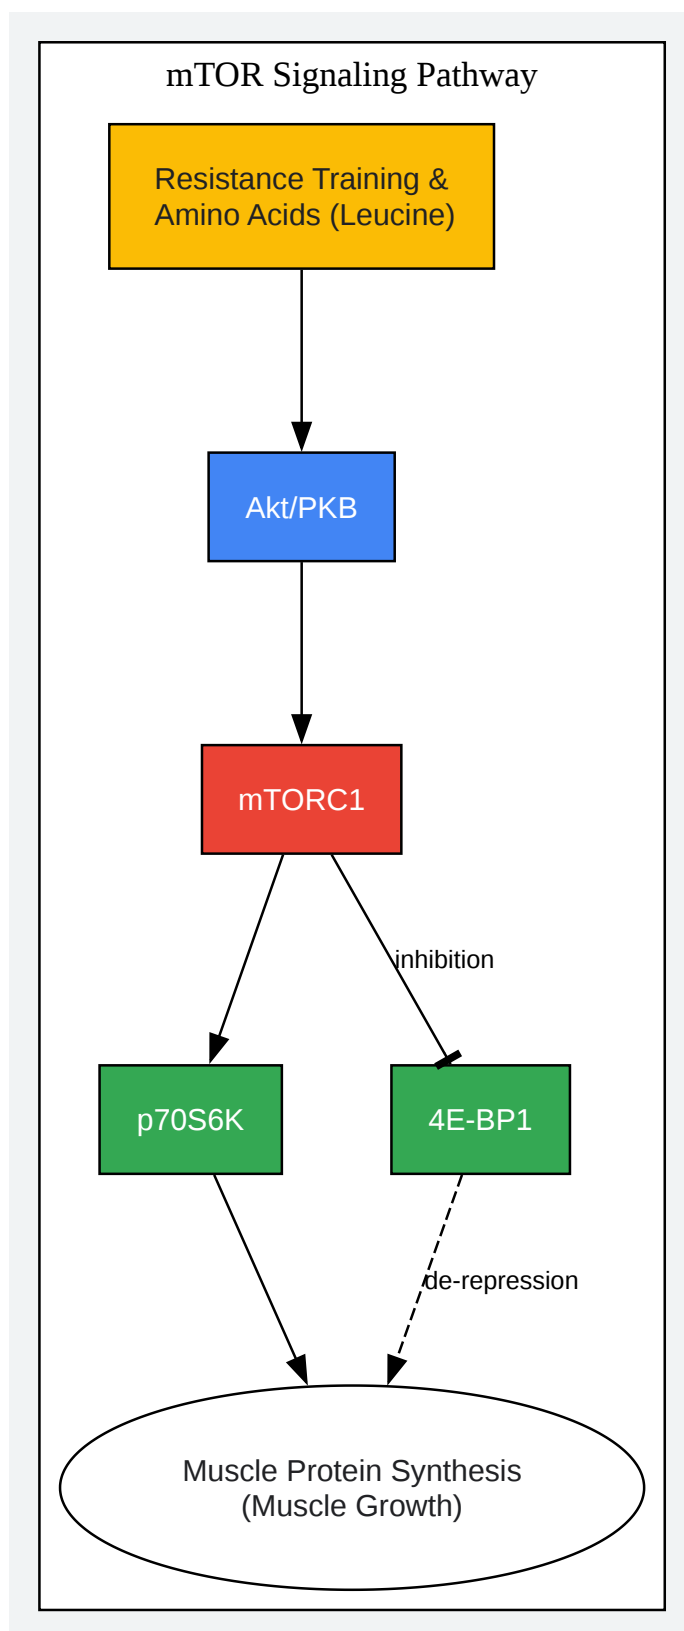 mTOR Signaling Pathway
Resistance Training &
Amino Acids (Leucine)
Akt/PKB
mTORC1
inhibition
p70S6K
4E-BP1
de-repression
Muscle Protein Synthesis
(Muscle Growth)